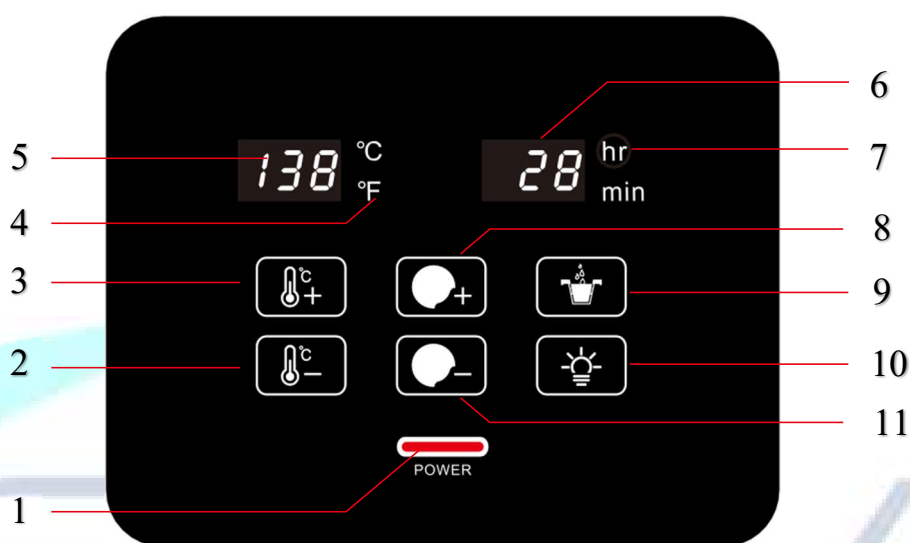 6
5 138 °C 28 hr 7
4 °F min
8
3 °C + + 9
2 °C − − 10
11
POWER
1